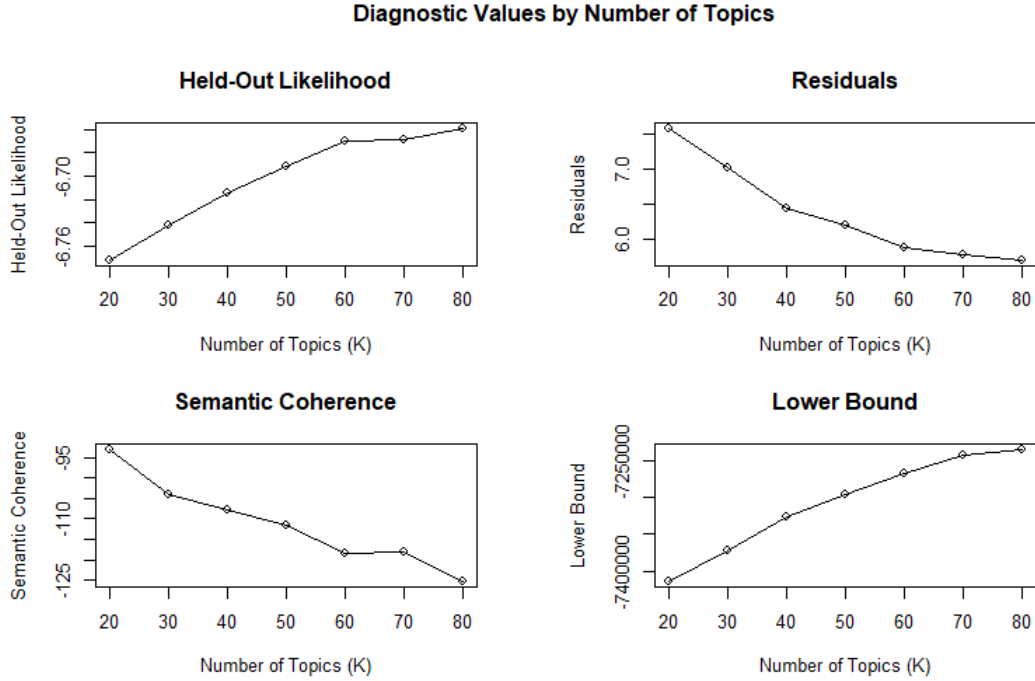 Diagnostic Values by Number of Topics
Held-Out Likelihood
Held-Out Likelihood
-6.70
-6.76
20 30 40 50 60 70 80
Number of Topics (K)
Residuals
Residuals
7.0
6.0
20 30 40 50 60 70 80
Number of Topics (K)
Semantic Coherence
Semantic Coherence
-95
-110
-125
20 30 40 50 60 70 80
Number of Topics (K)
Lower Bound
Lower Bound
-7250000
-7400000
20 30 40 50 60 70 80
Number of Topics (K)